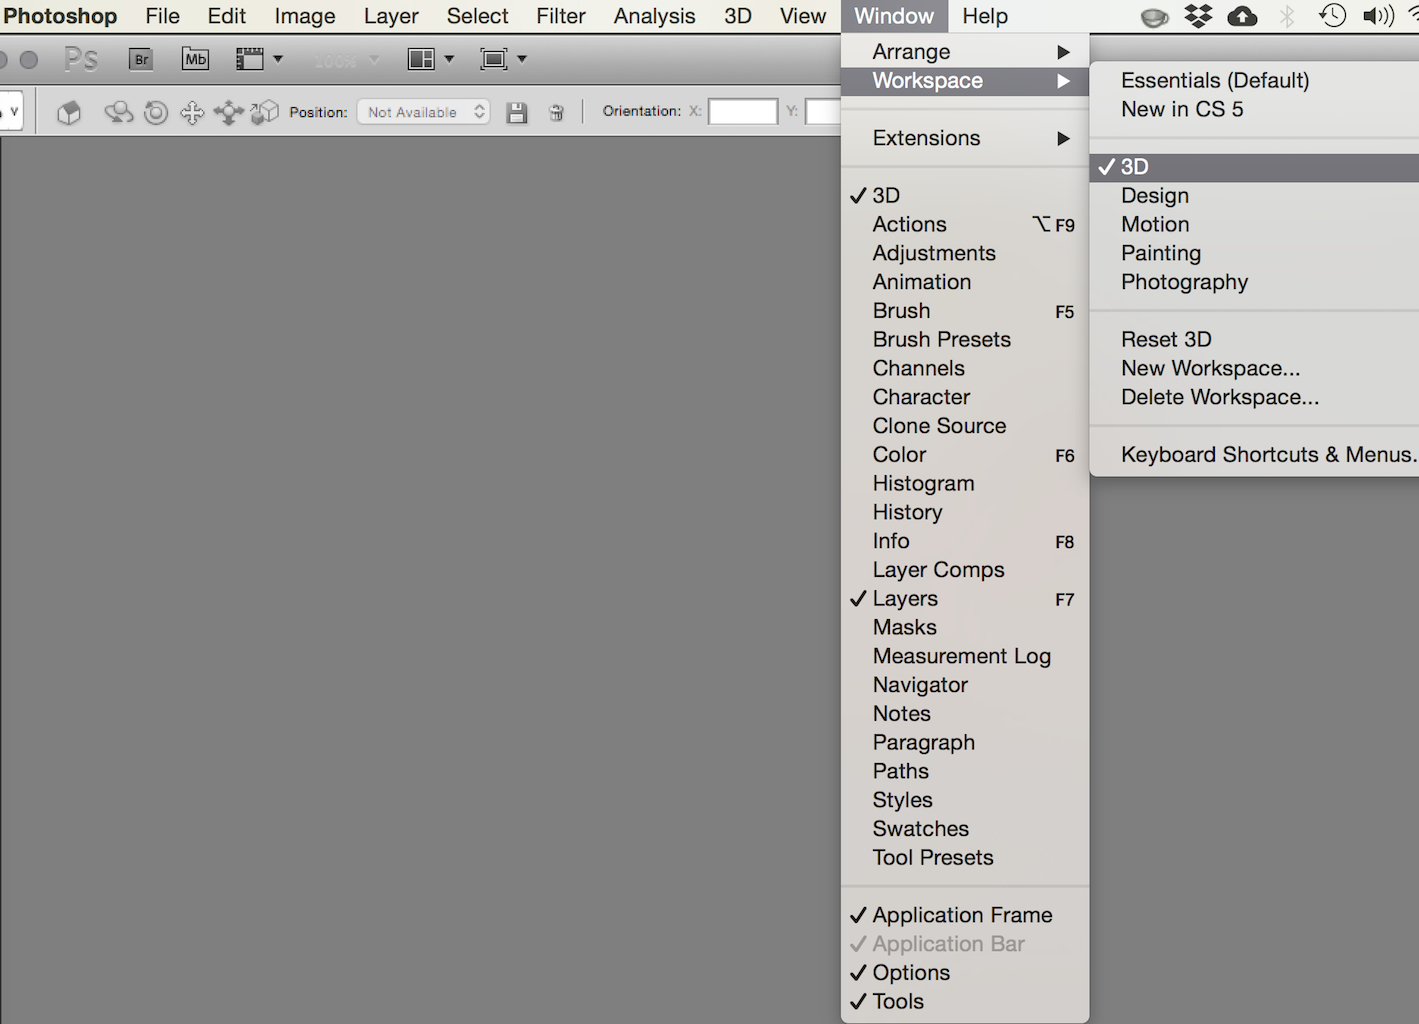 Photoshop File Edit Image Layer Select Filter Analysis 3D View Window Help
Ps Br Mb 100%
Position: Not Available Orientation: X: Y:
Arrange
Workspace
Extensions
3D
Actions ⌥ F9
Adjustments
Animation
Brush F5
Brush Presets
Channels
Character
Clone Source
Color F6
Histogram
History
Info F8
Layer Comps
Layers F7
Masks
Measurement Log
Navigator
Notes
Paragraph
Paths
Styles
Swatches
Tool Presets
Application Frame
Application Bar
Options
Tools
Essentials (Default)
New in CS 5
3D
Design
Motion
Painting
Photography
Reset 3D
New Workspace...
Delete Workspace...
Keyboard Shortcuts & Menus.